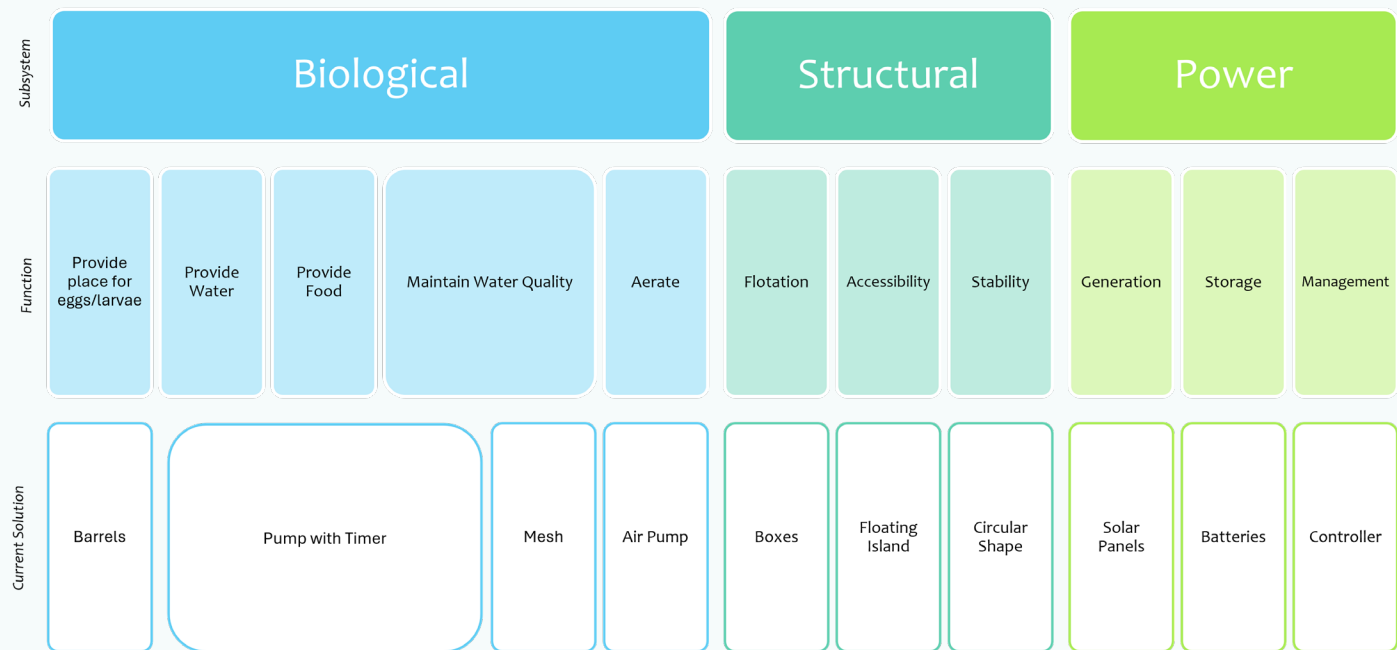 Subsystem
Biological
Structural
Power
Function
Provide
place for
eggs/larvae
Provide
Water
Provide
Food
Maintain Water Quality
Aerate
Flotation
Accessibility
Stability
Generation
Storage
Management
Current Solution
Barrels
Pump with Timer
Mesh
Air Pump
Boxes
Floating
Island
Circular
Shape
Solar
Panels
Batteries
Controller